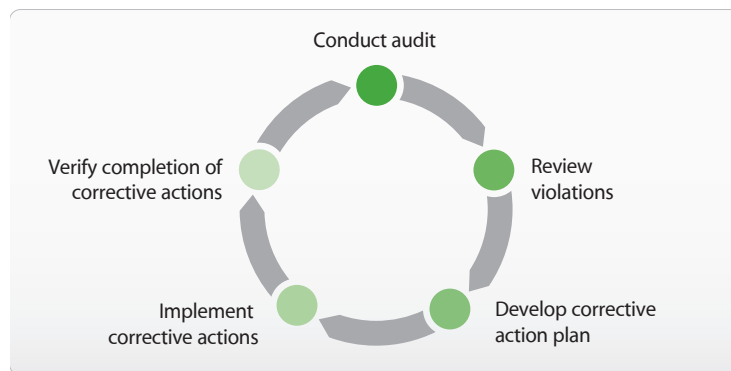 Conduct audit
Review
violations
Develop corrective
action plan
Implement
corrective actions
Verify completion of
corrective actions